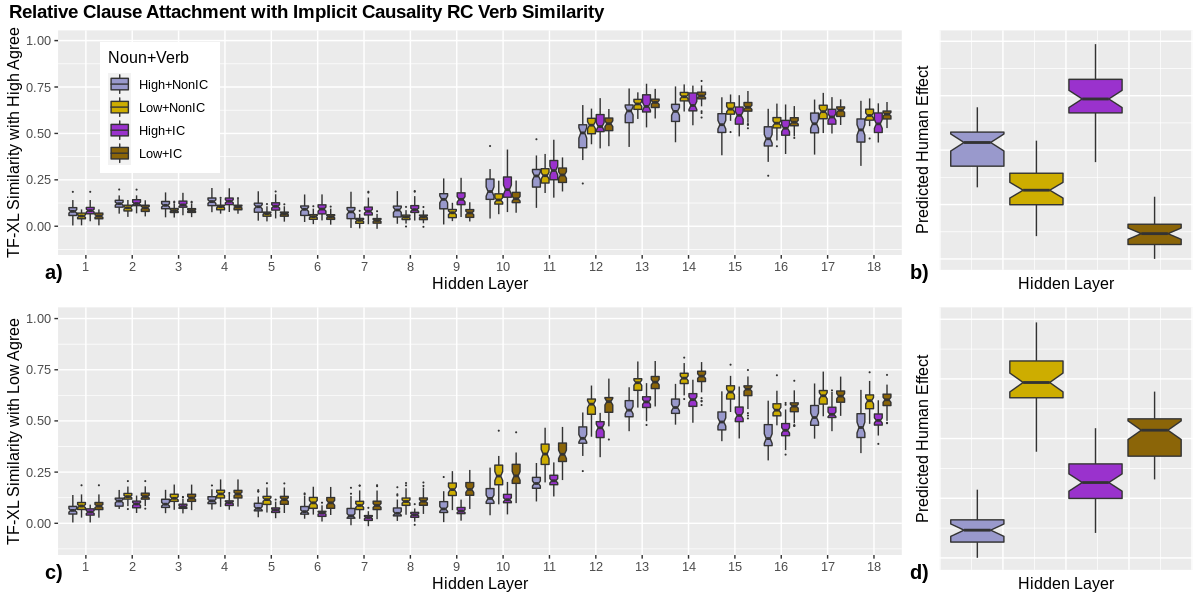 Relative Clause Attachment with Implicit Causality RC Verb Similarity
TF-XL Similarity with High Agree
1.00
0.75
0.50
0.25
0.00
Noun+Verb
High+NonIC
Low+NonIC
High+IC
Low+IC
1 2 3 4 5 6 7 8 9 10 11 12 13 14 15 16 17 18
a)
Hidden Layer
Predicted Human Effect
b)
Hidden Layer
TF-XL Similarity with Low Agree
1.00
0.75
0.50
0.25
0.00
1 2 3 4 5 6 7 8 9 10 11 12 13 14 15 16 17 18
c)
Hidden Layer
Predicted Human Effect
d)
Hidden Layer